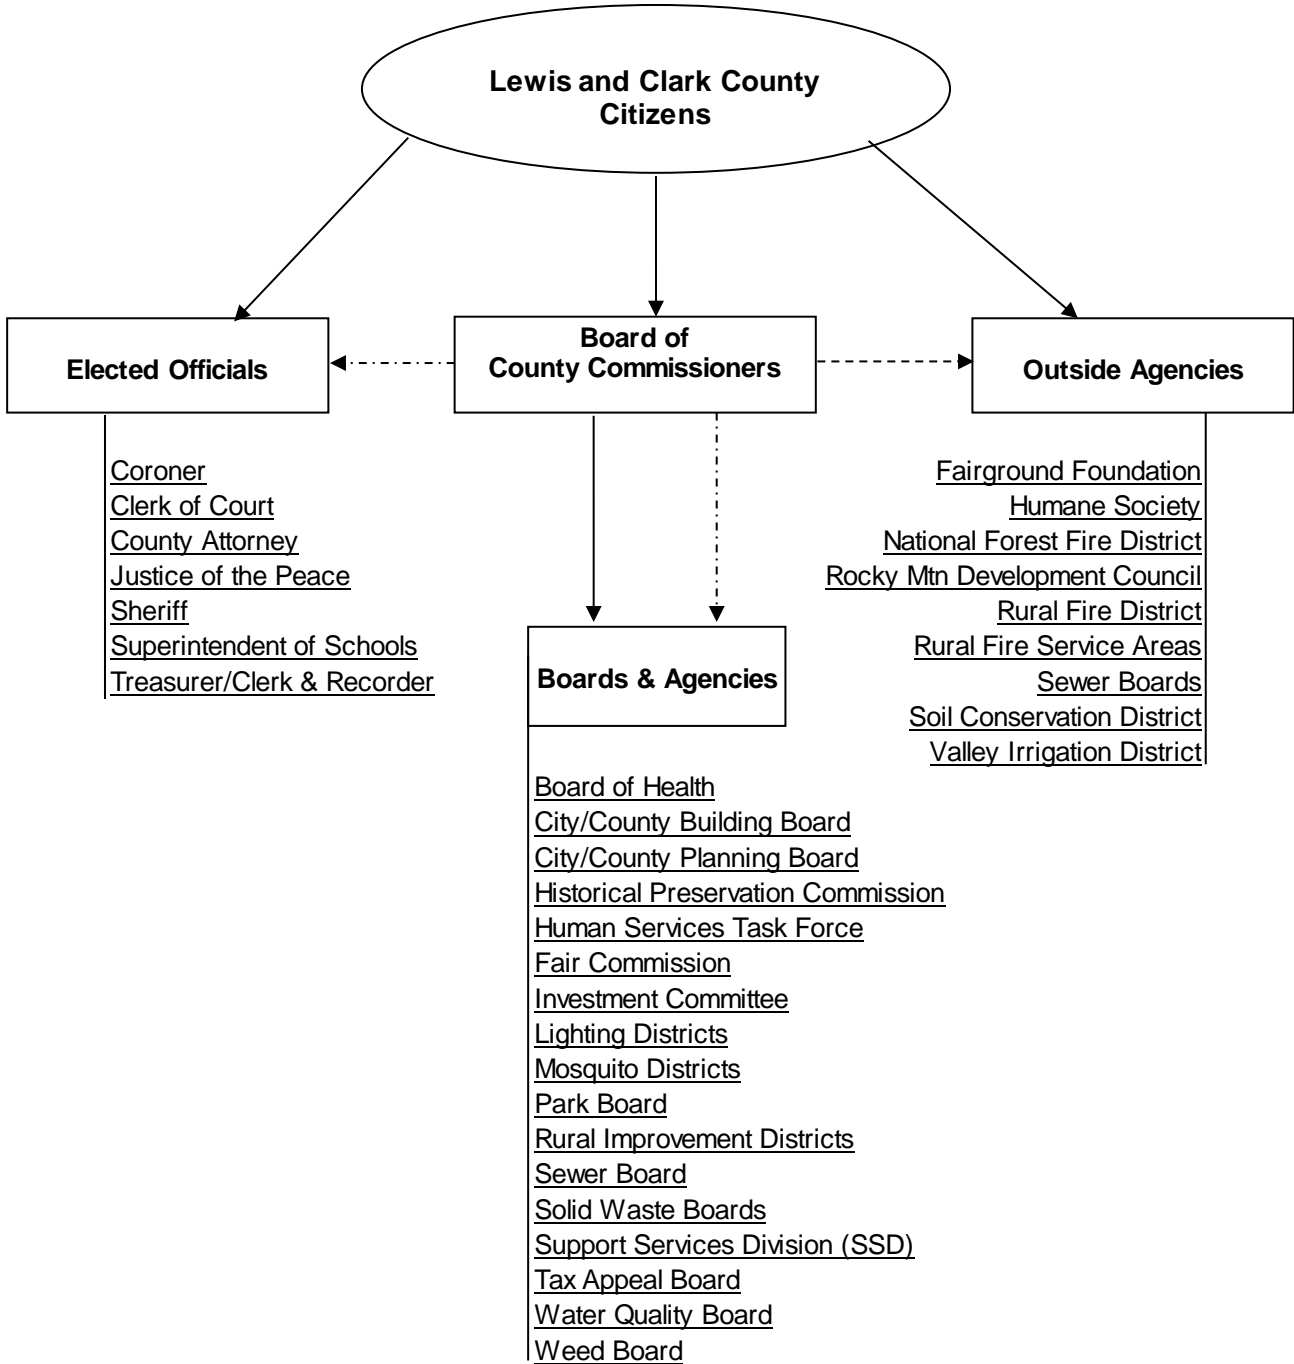 Lewis and Clark County
Citizens
Elected Officials
Board of
County Commissioners
Outside Agencies
Coroner
Clerk of Court
County Attorney
Justice of the Peace
Sheriff
Superintendent of Schools
Treasurer/Clerk & Recorder
Fairground Foundation
Humane Society
National Forest Fire District
Rocky Mtn Development Council
Rural Fire District
Rural Fire Service Areas
Sewer Boards
Soil Conservation District
Valley Irrigation District
Boards & Agencies
Board of Health
City/County Building Board
City/County Planning Board
Historical Preservation Commission
Human Services Task Force
Fair Commission
Investment Committee
Lighting Districts
Mosquito Districts
Park Board
Rural Improvement Districts
Sewer Board
Solid Waste Boards
Support Services Division (SSD)
Tax Appeal Board
Water Quality Board
Weed Board